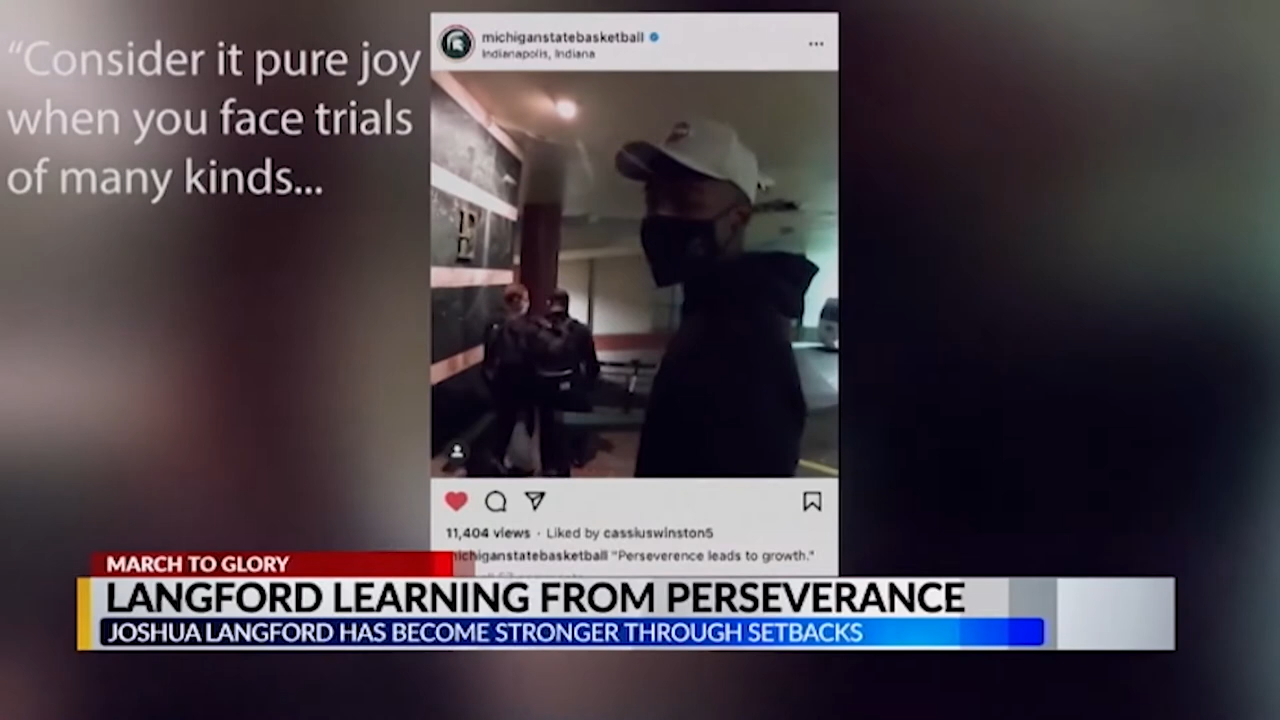 “Consider it pure joy
when you face trials
of many kinds...
michiganstatebasketball
Indianapolis, Indiana
P
11,404 views · Liked by cassiuswinston5
michiganstatebasketball "Perseverence leads to growth."
MARCH TO GLORY
LANGFORD LEARNING FROM PERSEVERANCE
JOSHUA LANGFORD HAS BECOME STRONGER THROUGH SETBACKS